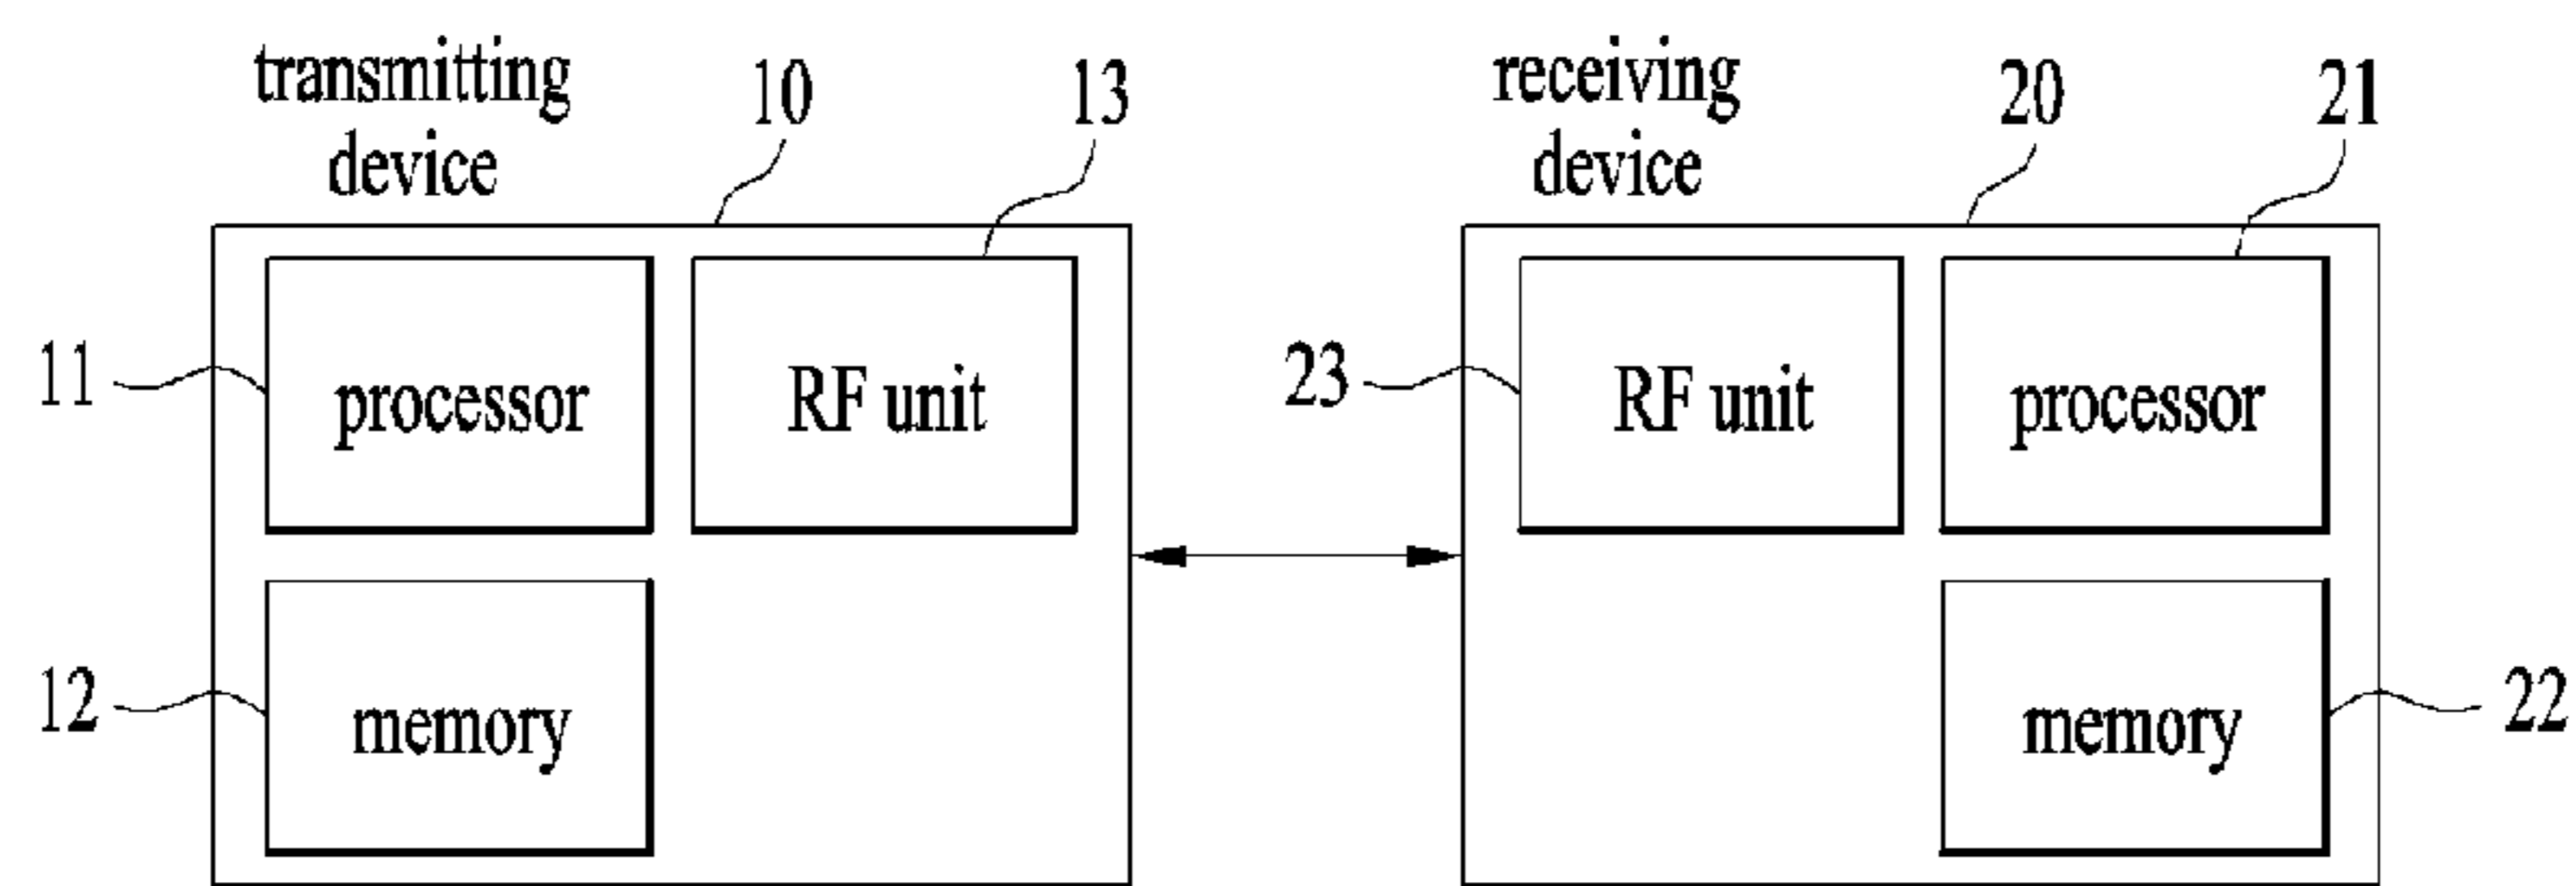 transmitting
device
10
13
receiving
device
20
21
11
processor
RF unit
23
RF unit
processor
12
memory
memory
22